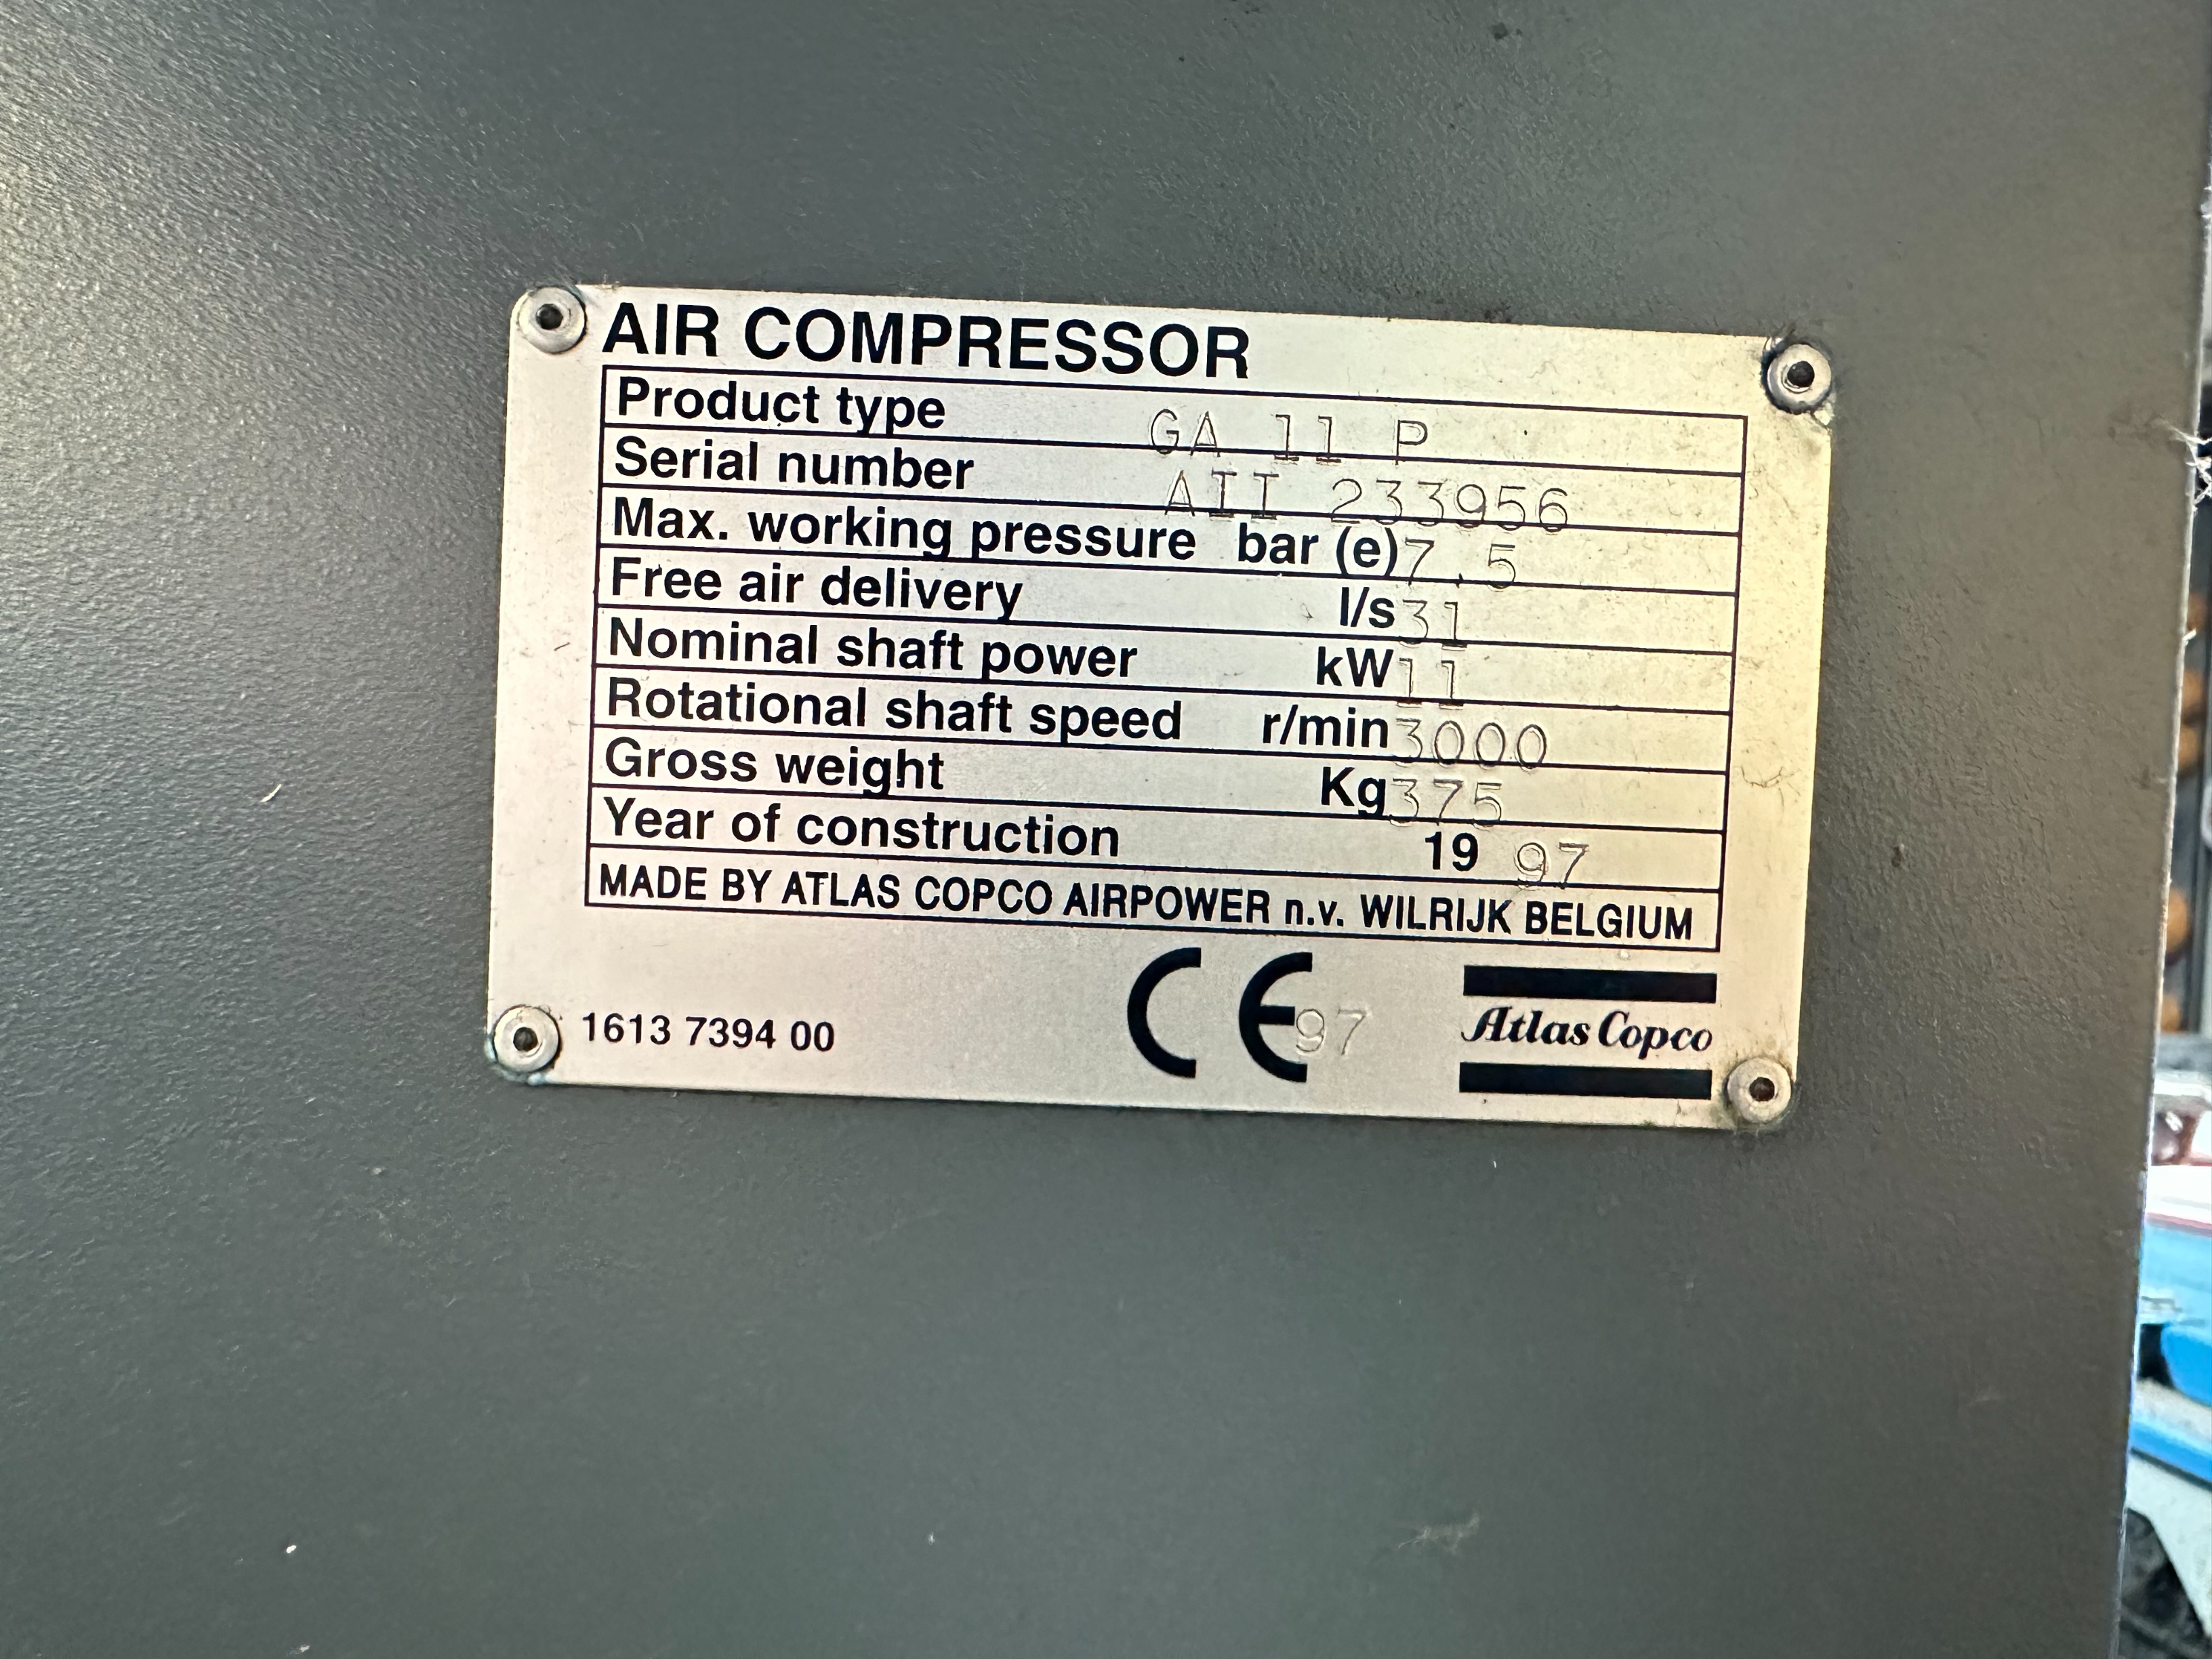 AIR COMPRESSOR
Product type GA 11 P
Serial number AII 233956
Max. working pressure bar (e) 7.5
Free air delivery l/s 31
Nominal shaft power kW 11
Rotational shaft speed r/min 3000
Gross weight Kg 375
Year of construction 19 97
MADE BY ATLAS COPCO AIRPOWER n.v. WILRIJK BELGIUM
1613 7394 00 CE 97 Atlas Copco